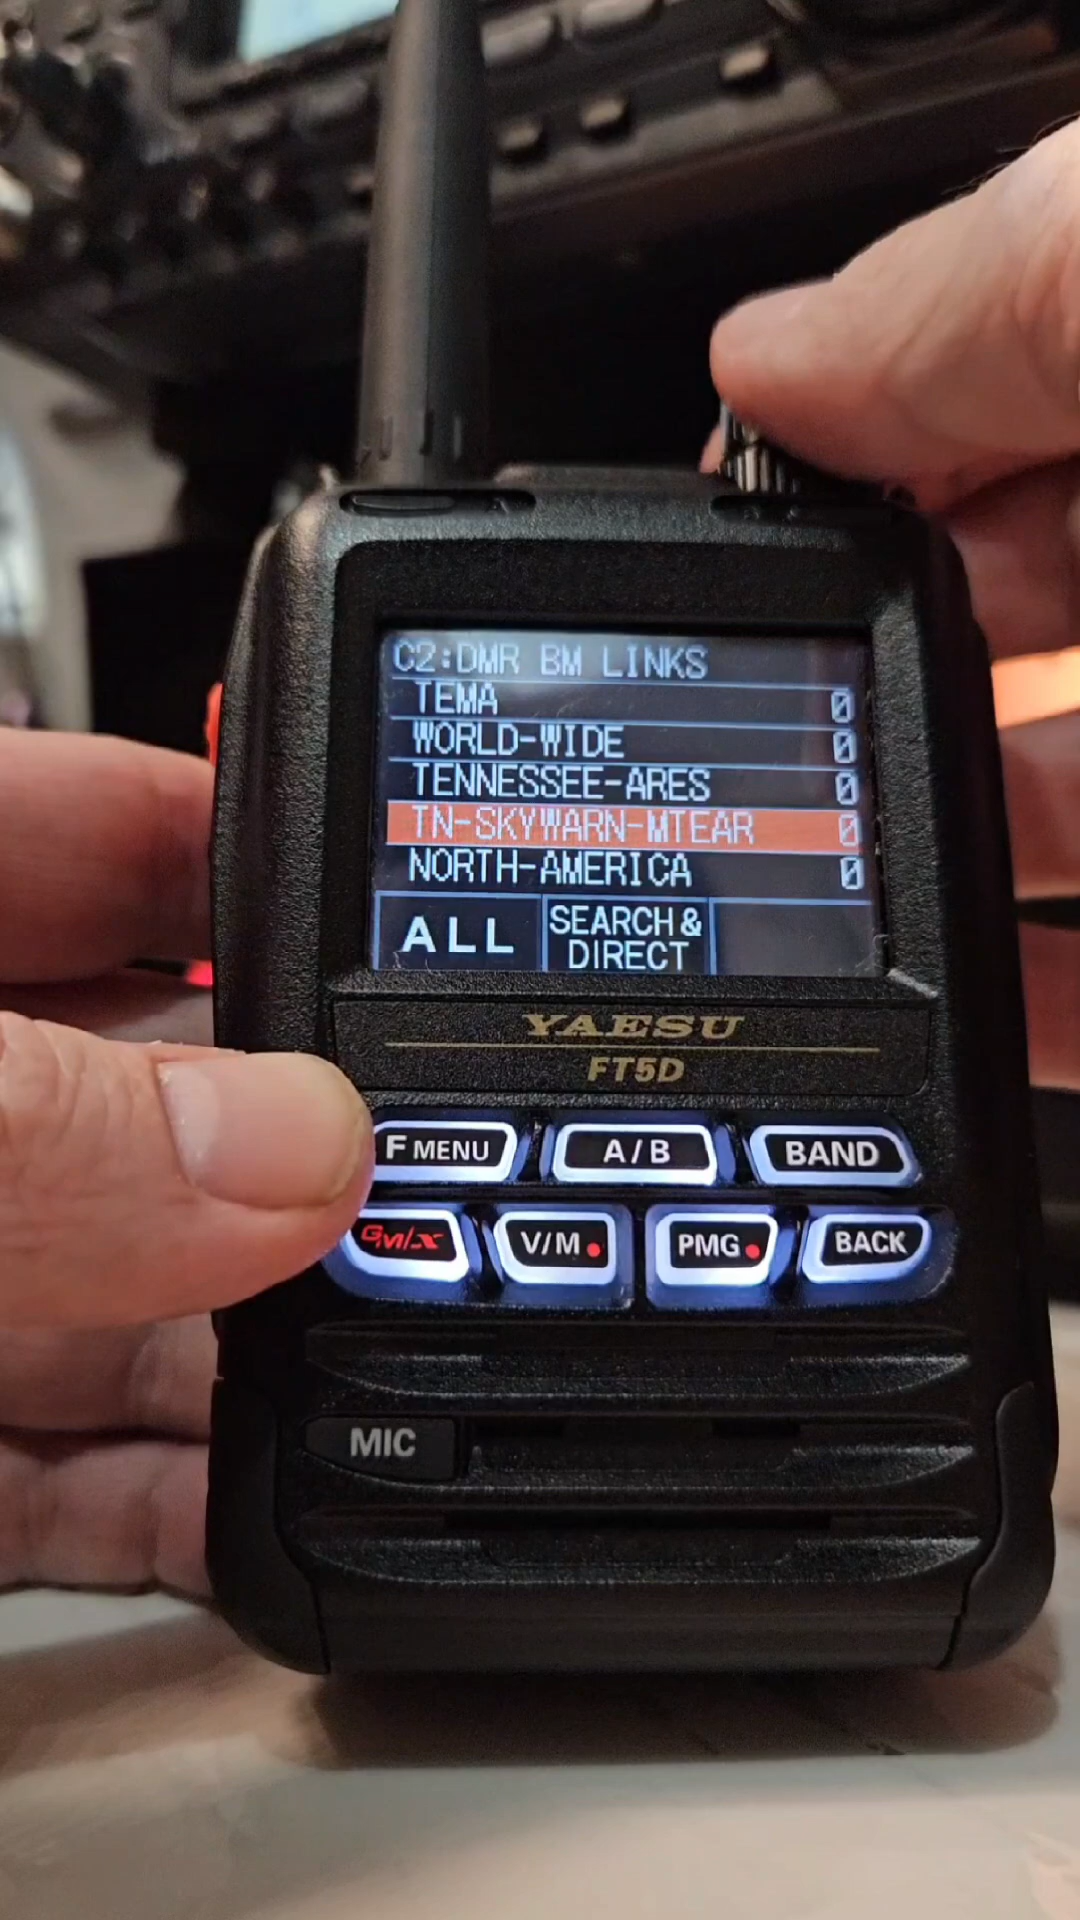 C2:DMR BM LINKS
TEMA 0
WORLD-WIDE 0
TENNESSEE-ARES 0
TN-SKYWARN-MTEAR 0
NORTH-AMERICA 0
ALL SEARCH& DIRECT
YAESU
FT5D
F MENU A/B BAND
GM/X V/M PMG BACK
MIC